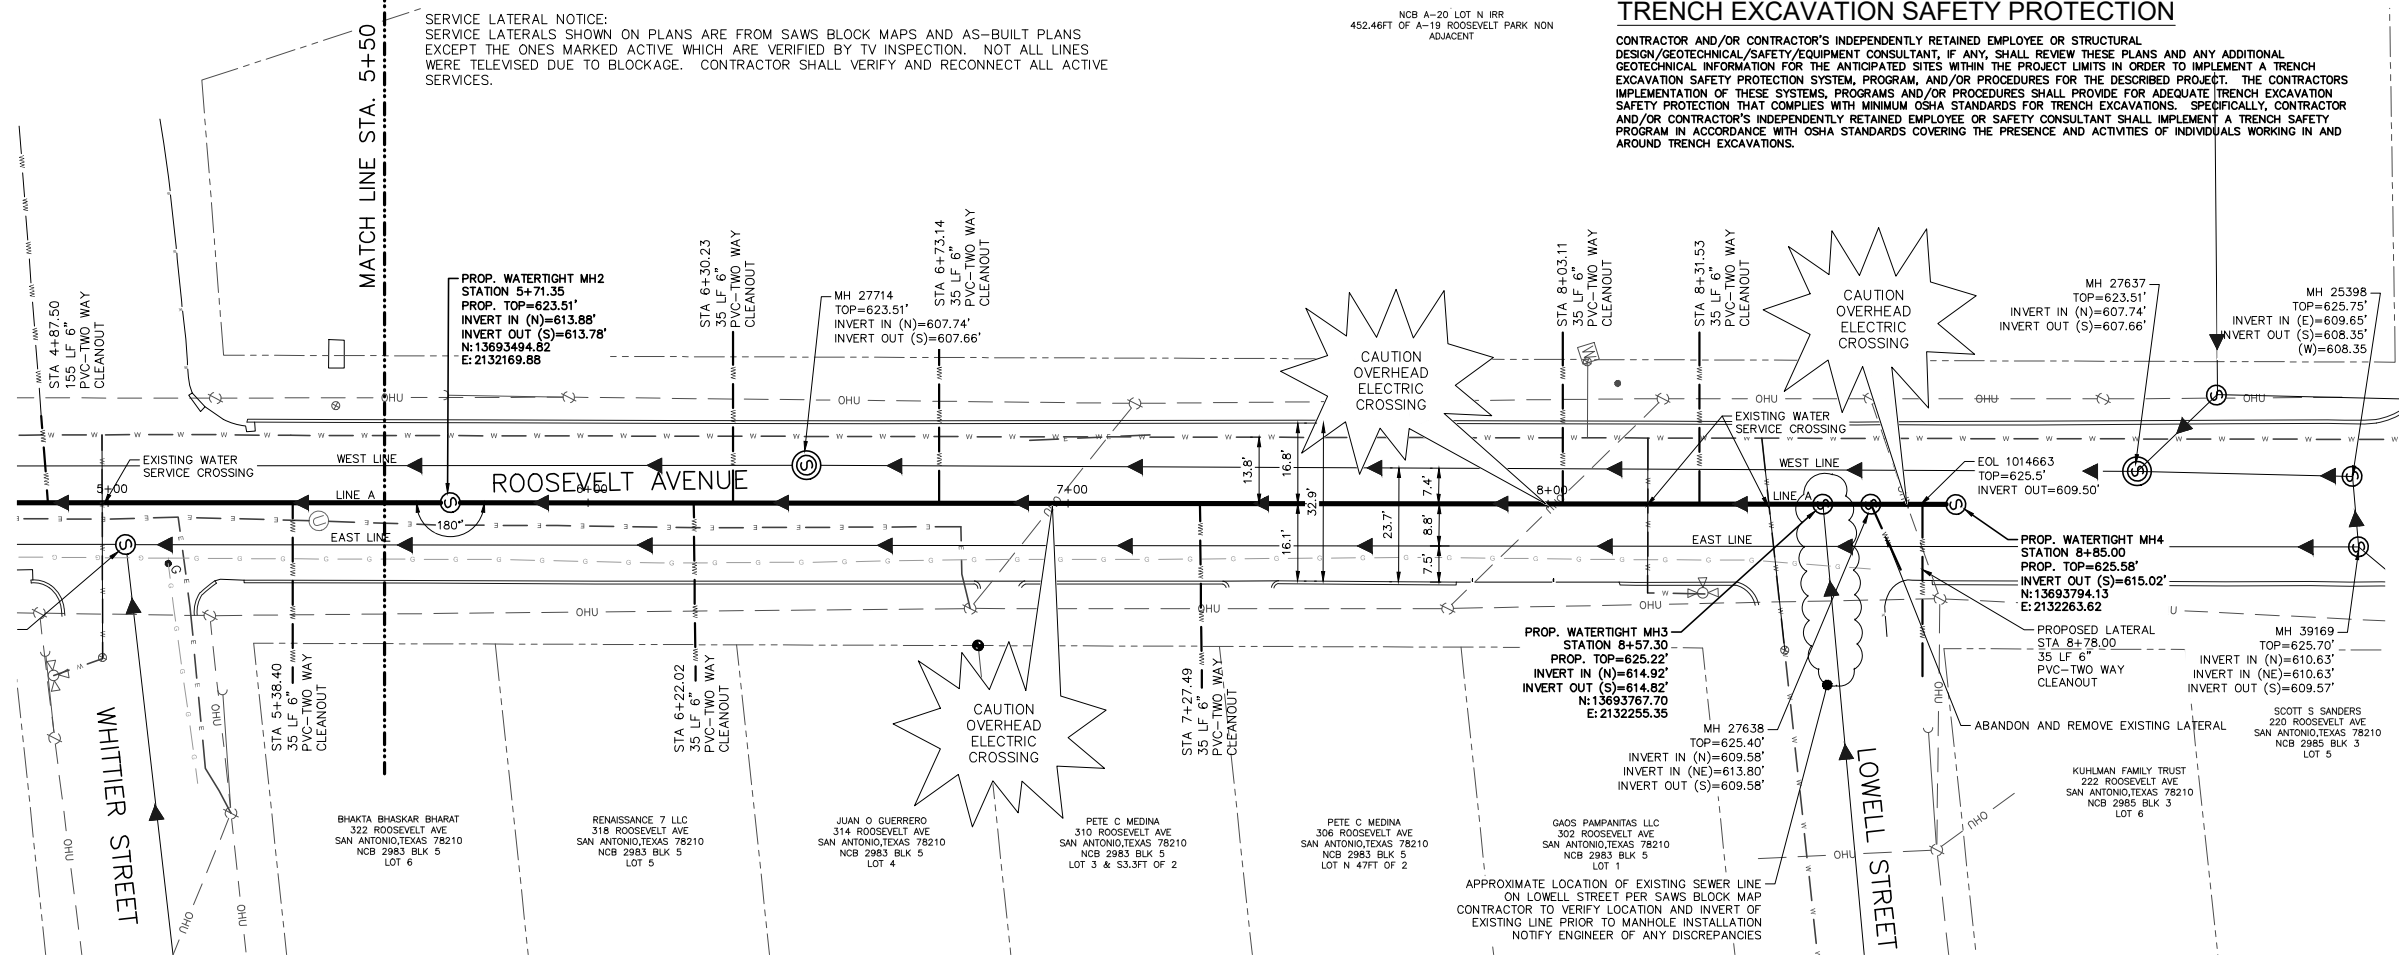 SERVICE LATERAL NOTICE:
SERVICE LATERALS SHOWN ON PLANS ARE FROM SAWS BLOCK MAPS AND AS-BUILT PLANS
EXCEPT THE ONES MARKED ACTIVE WHICH ARE VERIFIED BY TV INSPECTION. NOT ALL LINES
WERE TELEVISED DUE TO BLOCKAGE. CONTRACTOR SHALL VERIFY AND RECONNECT ALL ACTIVE
SERVICES.
NCB A-20 LOT N IRR
452.46FT OF A-19 ROOSEVELT PARK NON
ADJACENT
TRENCH EXCAVATION SAFETY PROTECTION
CONTRACTOR AND/OR CONTRACTOR'S INDEPENDENTLY RETAINED EMPLOYEE OR STRUCTURAL
DESIGN/GEOTECHNICAL/SAFETY/EQUIPMENT CONSULTANT, IF ANY, SHALL REVIEW THESE PLANS AND ANY ADDITIONAL
GEOTECHNICAL INFORMATION FOR THE ANTICIPATED SITES WITHIN THE PROJECT LIMITS IN ORDER TO IMPLEMENT A TRENCH
EXCAVATION SAFETY PROTECTION SYSTEM, PROGRAM, AND/OR PROCEDURES FOR THE DESCRIBED PROJECT. THE CONTRACTORS
IMPLEMENTATION OF THESE SYSTEMS, PROGRAMS AND/OR PROCEDURES SHALL PROVIDE FOR ADEQUATE TRENCH EXCAVATION
SAFETY PROTECTION THAT COMPLIES WITH MINIMUM OSHA STANDARDS FOR TRENCH EXCAVATIONS. SPECIFICALLY, CONTRACTOR
AND/OR CONTRACTOR'S INDEPENDENTLY RETAINED EMPLOYEE OR SAFETY CONSULTANT SHALL IMPLEMENT A TRENCH SAFETY
PROGRAM IN ACCORDANCE WITH OSHA STANDARDS COVERING THE PRESENCE AND ACTIVITIES OF INDIVIDUALS WORKING IN AND
AROUND TRENCH EXCAVATIONS.
MATCH LINE STA. 5+50
STA 4+87.50
155 LF 6"
PVC-TWO WAY
CLEANOUT
PROP. WATERTIGHT MH2
STATION 5+71.35
PROP. TOP=623.51'
INVERT IN (N)=613.88'
INVERT OUT (S)=613.78'
N:13693494.82
E:2132169.88
STA 6+30.23
35 LF 6"
PVC-TWO WAY
CLEANOUT
MH 27714
TOP=623.51'
INVERT IN (N)=607.74'
INVERT OUT (S)=607.66'
STA 6+73.14
35 LF 6"
PVC-TWO WAY
CLEANOUT
CAUTION
OVERHEAD
ELECTRIC
CROSSING
STA 8+03.11
35 LF 6"
PVC-TWO WAY
CLEANOUT
STA 8+31.53
35 LF 6"
PVC-TWO WAY
CLEANOUT
CAUTION
OVERHEAD
ELECTRIC
CROSSING
MH 27637
TOP=623.51'
INVERT IN (N)=607.74'
INVERT OUT (S)=607.66'
MH 25398
TOP=625.75'
INVERT IN (E)=609.65'
INVERT OUT (S)=608.35'
(W)=608.35
OHU
OHU
OHU
OHU
OHU
EXISTING WATER
SERVICE CROSSING
EXISTING WATER
SERVICE CROSSING
WEST LINE
WEST LINE
EOL 1014663
TOP=625.5'
INVERT OUT=609.50'
ROOSEVELT AVENUE
5+00
6+00
7+00
8+00
LINE A
LINE A
180°
13.8'
16.8'
32.9'
16.1'
23.7'
7.4'
8.8'
7.5'
EAST LINE
EAST LINE
OHU
OHU
OHU
PROP. WATERTIGHT MH4
STATION 8+85.00
PROP. TOP=625.58'
INVERT OUT (S)=615.02'
N:13693794.13
E:2132263.62
PROP. WATERTIGHT MH3
STATION 8+57.30
PROP. TOP=625.22'
INVERT IN (N)=614.92'
INVERT OUT (S)=614.82'
N:13693767.70
E:2132255.35
PROPOSED LATERAL
STA 8+78.00
35 LF 6"
PVC-TWO WAY
CLEANOUT
MH 39169
TOP=625.70'
INVERT IN (N)=610.63'
INVERT IN (NE)=610.63'
INVERT OUT (S)=609.57'
STA 5+38.40
35 LF 6"
PVC-TWO WAY
CLEANOUT
STA 6+22.02
35 LF 6"
PVC-TWO WAY
CLEANOUT
CAUTION
OVERHEAD
ELECTRIC
CROSSING
STA 7+27.49
35 LF 6"
PVC-TWO WAY
CLEANOUT
MH 27638
TOP=625.40'
INVERT IN (N)=609.58'
INVERT IN (NE)=613.80'
INVERT OUT (S)=609.58'
ABANDON AND REMOVE EXISTING LATERAL
SCOTT S SANDERS
220 ROOSEVELT AVE
SAN ANTONIO,TEXAS 78210
NCB 2985 BLK 3
LOT 5
KUHLMAN FAMILY TRUST
222 ROOSEVELT AVE
SAN ANTONIO,TEXAS 78210
NCB 2985 BLK 3
LOT 6
WHITTIER STREET
LOWELL STREET
OHU
OHU
OHU
OHU
OHU
OHU
OHU
BHAKTA BHASKAR BHARAT
322 ROOSEVELT AVE
SAN ANTONIO,TEXAS 78210
NCB 2983 BLK 5
LOT 6
RENAISSANCE 7 LLC
318 ROOSEVELT AVE
SAN ANTONIO,TEXAS 78210
NCB 2983 BLK 5
LOT 5
JUAN O GUERRERO
314 ROOSEVELT AVE
SAN ANTONIO,TEXAS 78210
NCB 2983 BLK 5
LOT 4
PETE C MEDINA
310 ROOSEVELT AVE
SAN ANTONIO,TEXAS 78210
NCB 2983 BLK 5
LOT 3 & S3.3FT OF 2
PETE C MEDINA
306 ROOSEVELT AVE
SAN ANTONIO,TEXAS 78210
NCB 2983 BLK 5
LOT N 47FT OF 2
GAOS PAMPANITAS LLC
302 ROOSEVELT AVE
SAN ANTONIO,TEXAS 78210
NCB 2983 BLK 5
LOT 1
APPROXIMATE LOCATION OF EXISTING SEWER LINE
ON LOWELL STREET PER SAWS BLOCK MAP
CONTRACTOR TO VERIFY LOCATION AND INVERT OF
EXISTING LINE PRIOR TO MANHOLE INSTALLATION
NOTIFY ENGINEER OF ANY DISCREPANCIES